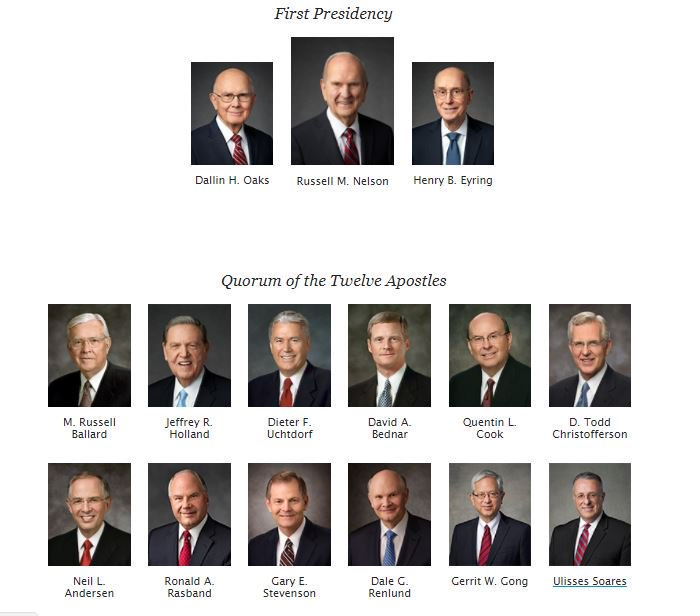 First Presidency
Dallin H. Oaks
Russell M. Nelson
Henry B. Eyring
Quorum of the Twelve Apostles
M. Russell
Ballard
Jeffrey R.
Holland
Dieter F.
Uchtdorf
David A.
Bednar
Quentin L.
Cook
D. Todd
Christofferson
Neil L.
Andersen
Ronald A.
Rasband
Gary E.
Stevenson
Dale G.
Renlund
Gerrit W. Gong
Ulisses Soares